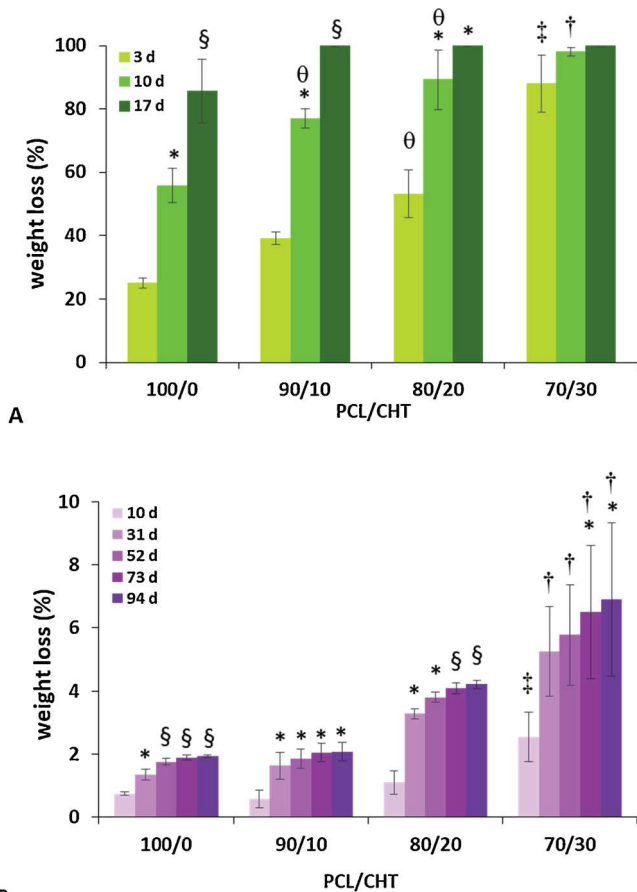 § § θ * ‡ †
100
3 d
θ *
10 d
80
17 d
θ
*
60
40
20
0
weight loss (%)
100/0 90/10 80/20 70/30
PCL/CHT
A
10
10 d
31 d
8
52 d
73 d
94 d
† † * *
† †
6
§ §
* *
‡
4
§ § §
* * * * *
2
0
weight loss (%)
100/0 90/10 80/20 70/30
PCL/CHT